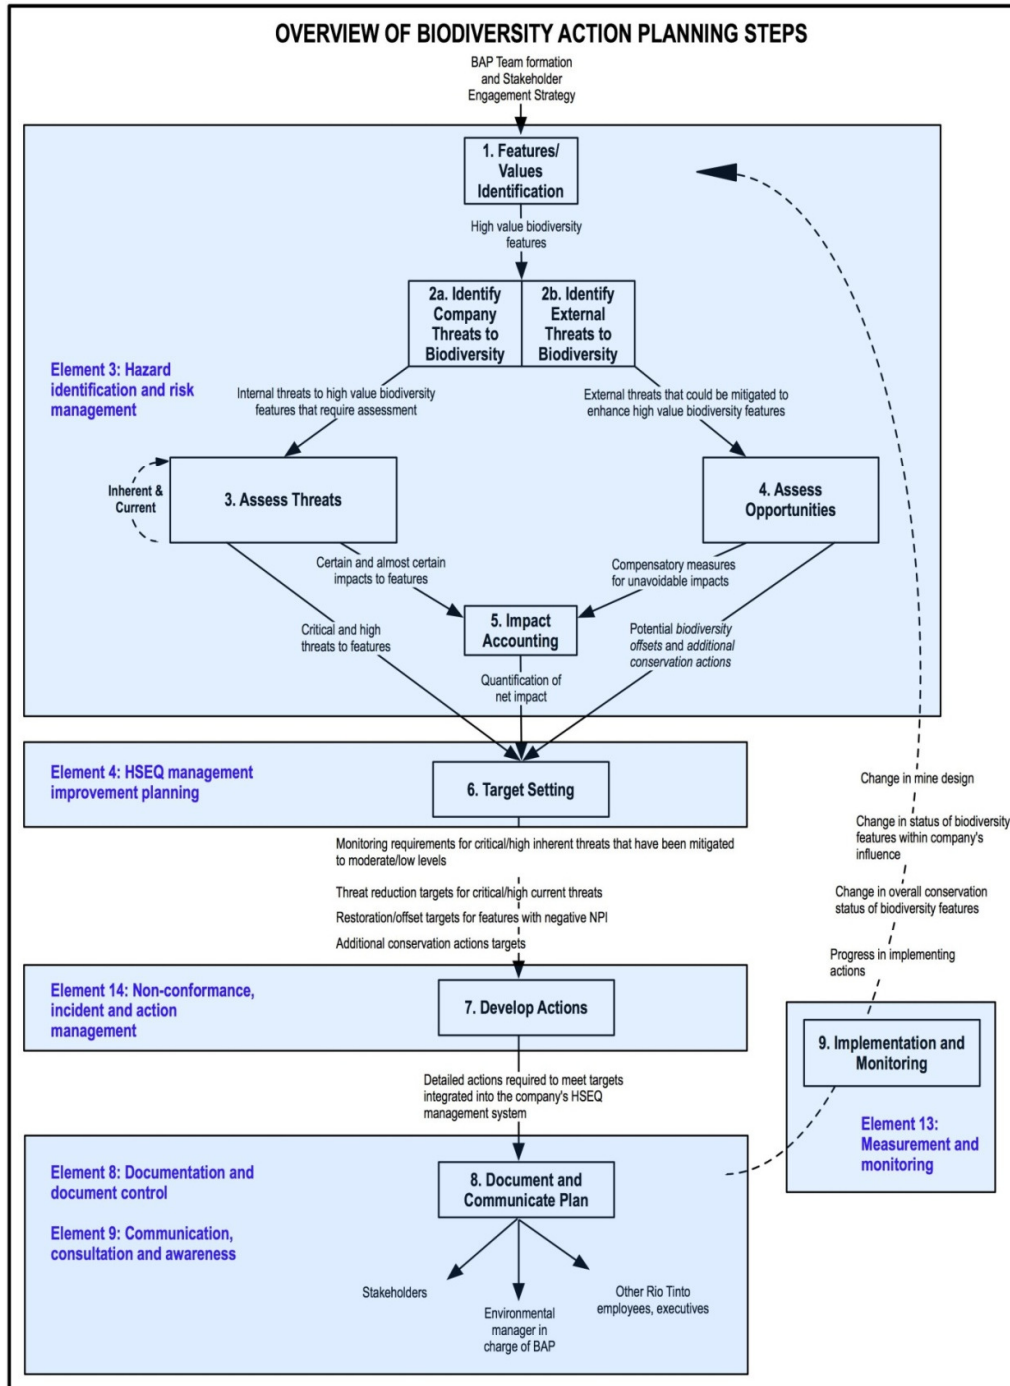 OVERVIEW OF BIODIVERSITY ACTION PLANNING STEPS
BAP Team formation
and Stakeholder
Engagement Strategy
1. Features/
Values
Identification
High value biodiversity
features
2a. Identify
Company
Threats to
Biodiversity
2b. Identify
External
Threats to
Biodiversity
Element 3: Hazard
identification and risk
management
Internal threats to high value biodiversity
features that require assessment
External threats that could be mitigated to
enhance high value biodiversity features
Inherent &
Current
3. Assess Threats
4. Assess
Opportunities
Certain and almost certain
impacts to features
Compensatory measures
for unavoidable impacts
Critical and high
threats to features
5. Impact
Accounting
Potential biodiversity
offsets and additional
conservation actions
Quantification of
net impact
Element 4: HSEQ management
improvement planning
6. Target Setting
Monitoring requirements for critical/high inherent threats that have been mitigated
to moderate/low levels
Threat reduction targets for critical/high current threats
Restoration/offset targets for features with negative NPI
Additional conservation actions targets
Change in mine design
Change in status of biodiversity
features within company's
influence
Change in overall conservation
status of biodiversity features
Progress in implementing
actions
Element 14: Non-conformance,
incident and action
management
7. Develop Actions
9. Implementation and
Monitoring
Element 13:
Measurement and
monitoring
Detailed actions required to meet targets
integrated into the company's HSEQ
management system
Element 8: Documentation and
document control
Element 9: Communication,
consultation and awareness
8. Document and
Communicate Plan
Stakeholders
Environmental
manager in
charge of BAP
Other Rio Tinto
employees, executives